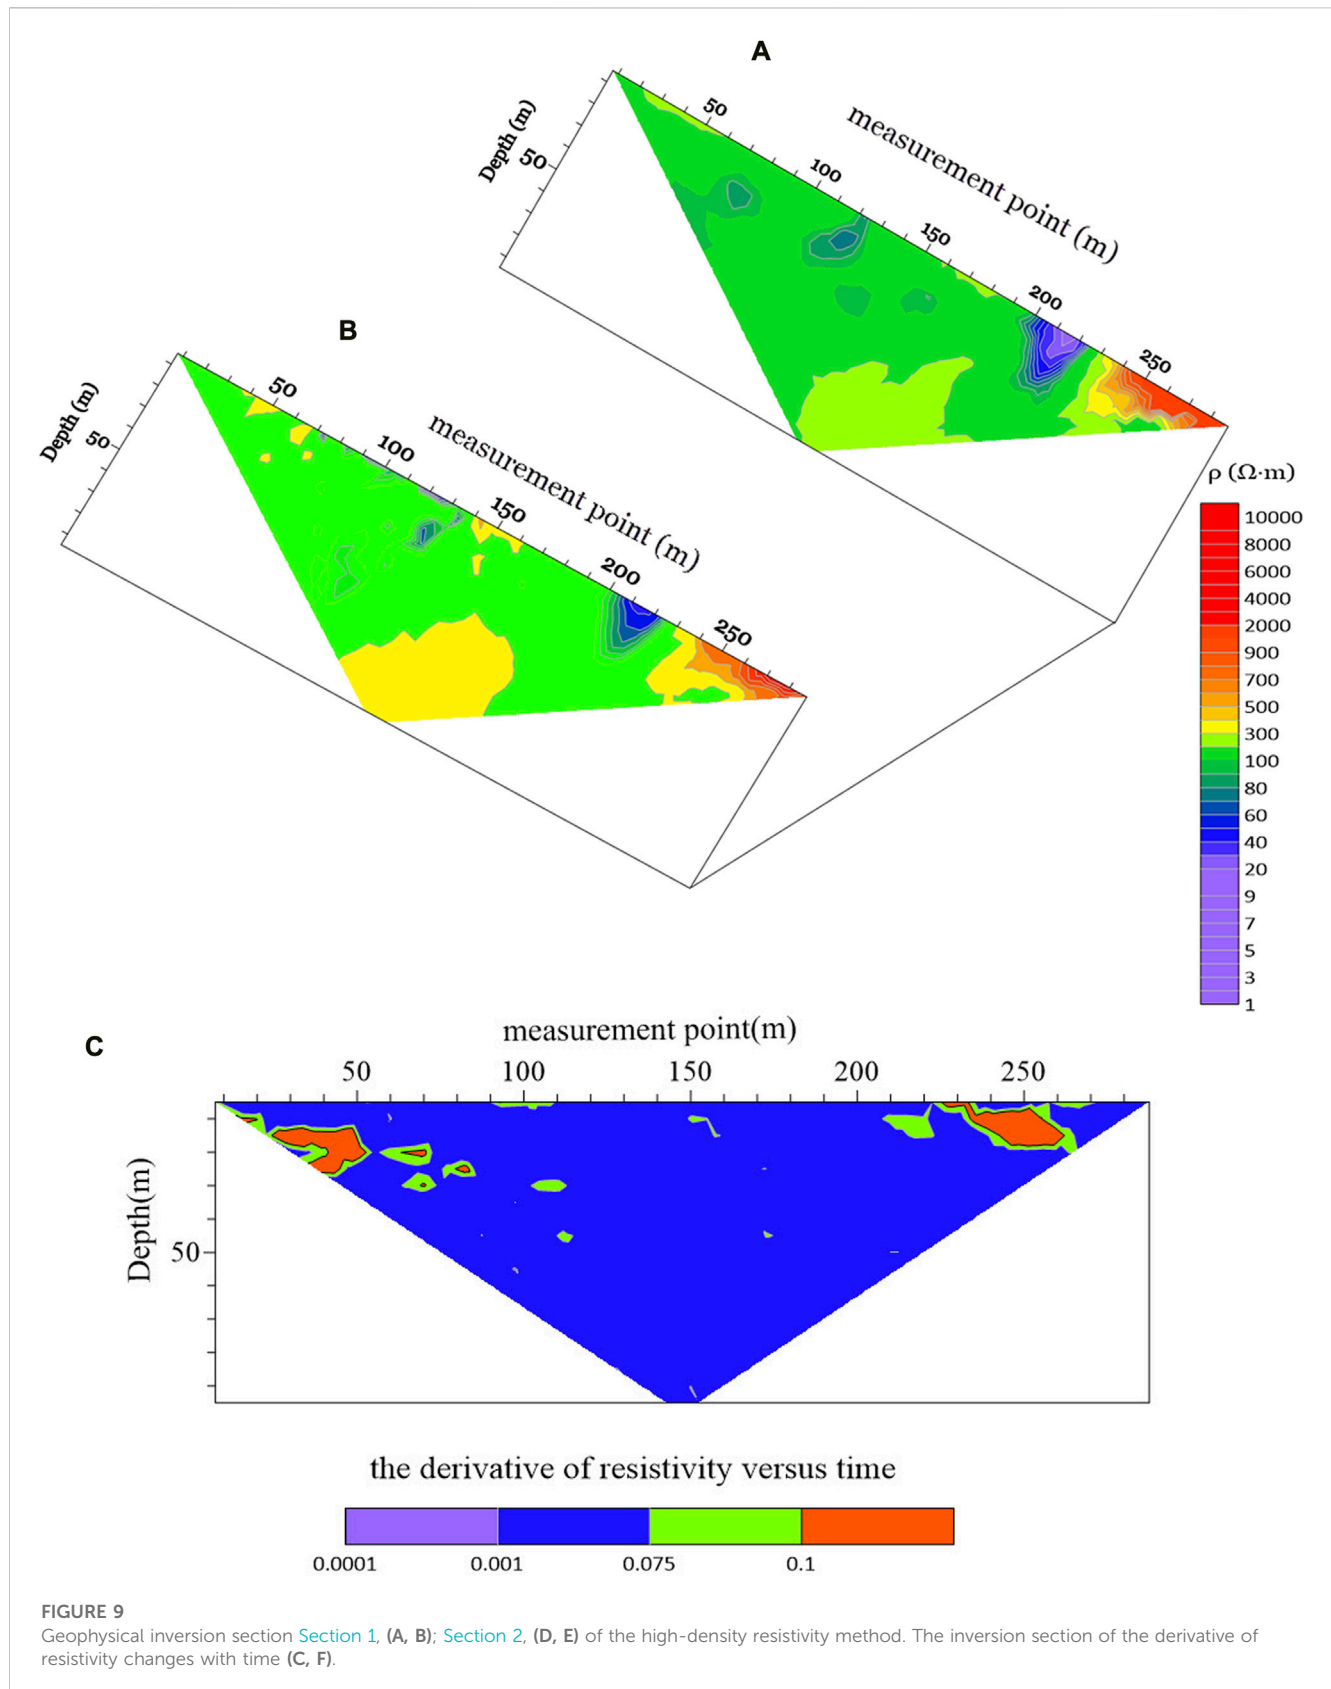 A
Depth (m)
50
50
100
150
200
250
measurement point (m)
B
Depth (m)
50
50
100
150
200
250
measurement point (m)
ρ (Ω·m)
10000
8000
6000
4000
2000
900
700
500
300
100
80
60
40
20
9
7
5
3
1
C
measurement point(m)
50 100 150 200 250
Depth(m)
50
the derivative of resistivity versus time
0.0001 0.001 0.075 0.1
FIGURE 9
Geophysical inversion section Section 1, (A, B); Section 2, (D, E) of the high-density resistivity method. The inversion section of the derivative of
resistivity changes with time (C, F).